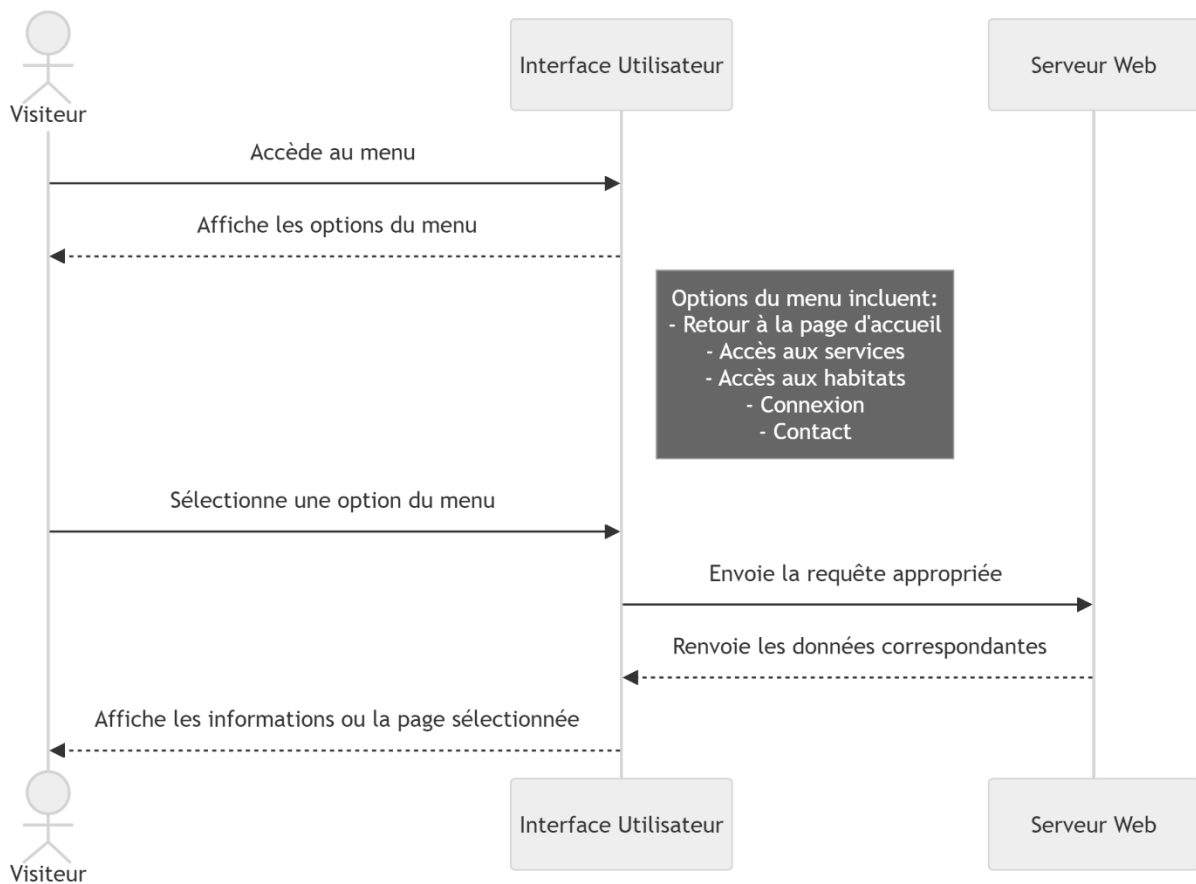 Visiteur
Interface Utilisateur
Serveur Web
Accède au menu
Affiche les options du menu
Options du menu incluent:
- Retour à la page d'accueil
- Accès aux services
- Accès aux habitats
- Connexion
- Contact
Sélectionne une option du menu
Envoie la requête appropriée
Renvoie les données correspondantes
Affiche les informations ou la page sélectionnée
Visiteur
Interface Utilisateur
Serveur Web